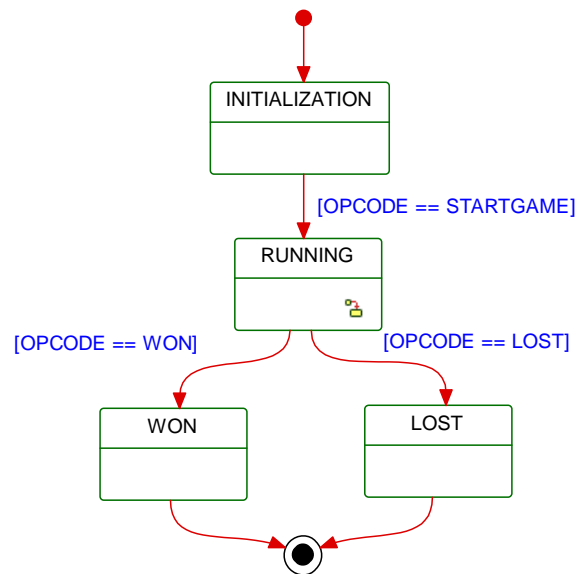 INITIALIZATION
[OPCODE == STARTGAME]
RUNNING
[OPCODE == WON]
[OPCODE == LOST]
WON
LOST